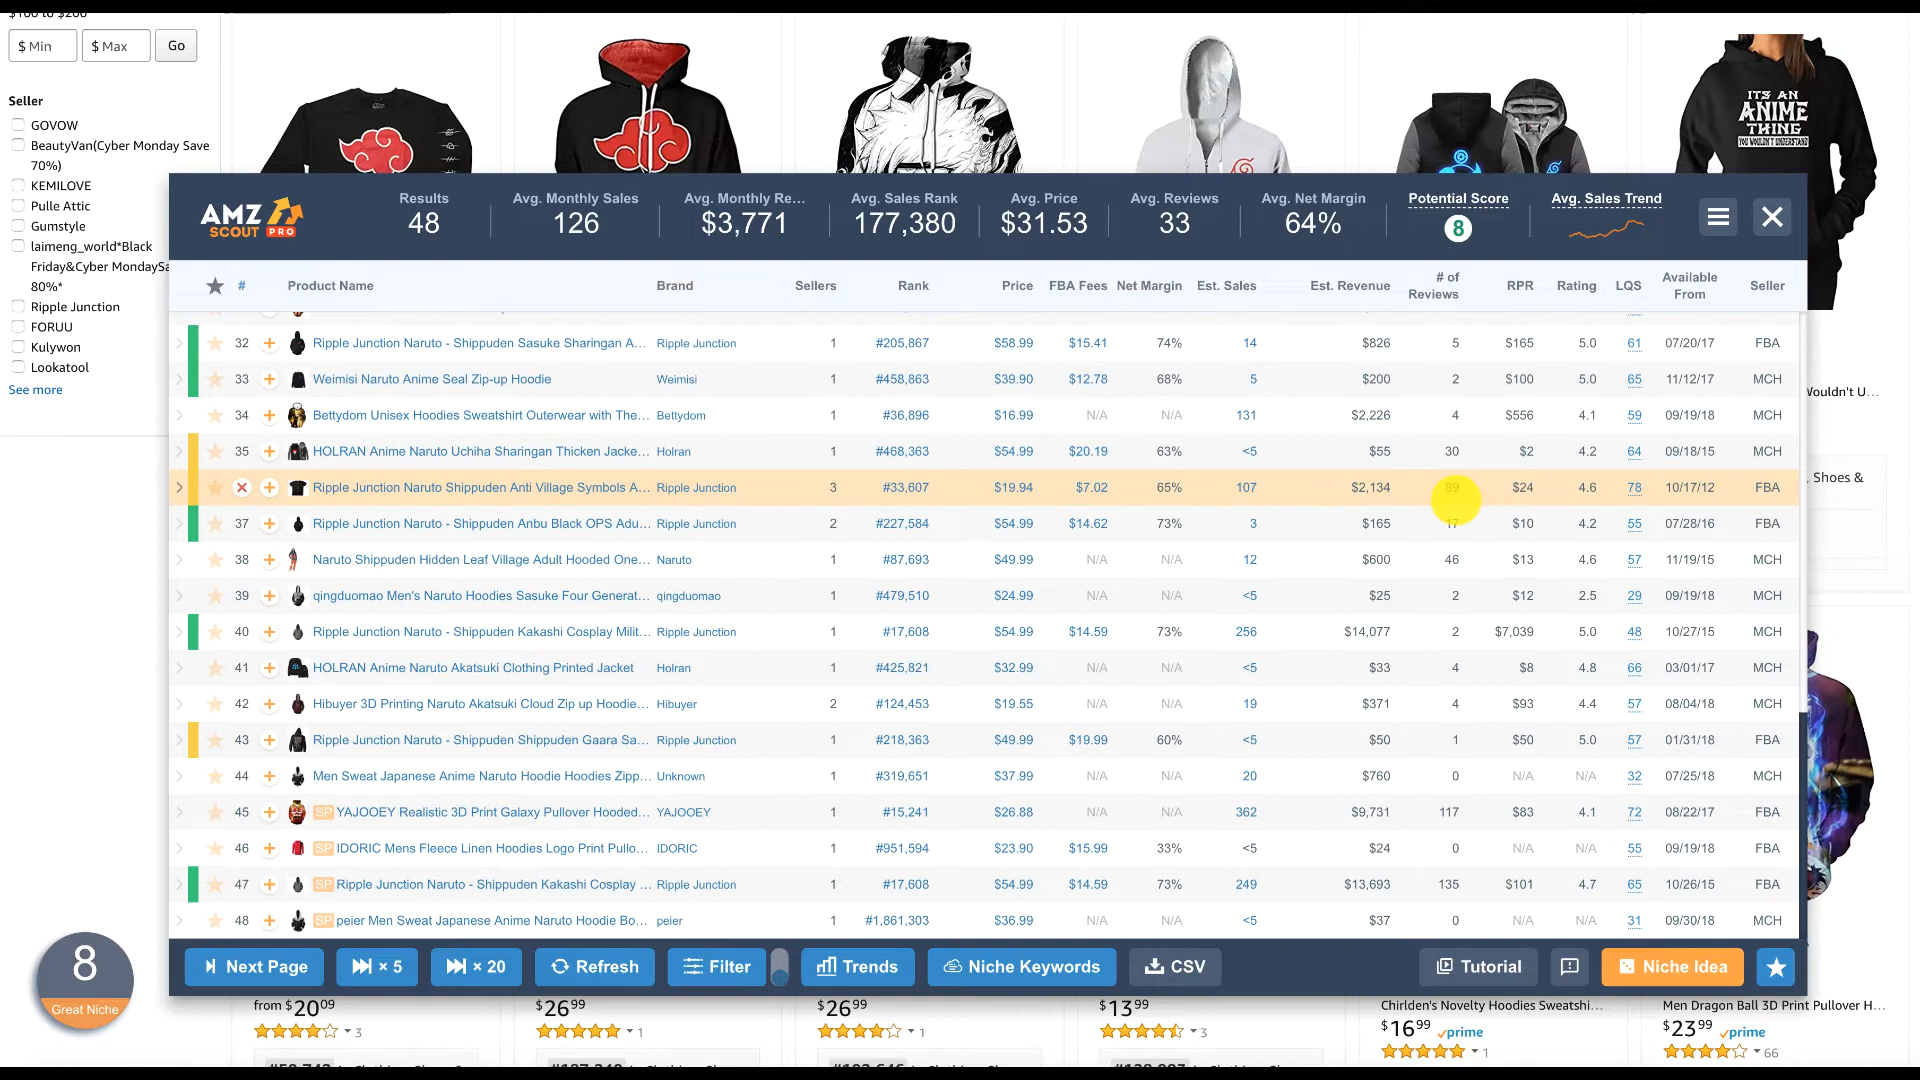 $100 to $200
$ Min
$ Max
Go
Seller
GOVOW
BeautyVan(Cyber Monday Save
70%)
KEMILOVE
Pulle Attic
Gumstyle
laimeng_world*Black
Friday&Cyber MondaySa
80%*
Ripple Junction
FORUU
Kulywon
Lookatool
See more
IT'S AN
ANIME
THING
YOU WOULDN'T UNDERSTAND
AMZ
SCOUT PRO
Results
48
Avg. Monthly Sales
126
Avg. Monthly Re...
$3,771
Avg. Sales Rank
177,380
Avg. Price
$31.53
Avg. Reviews
33
Avg. Net Margin
64%
Potential Score
8
Avg. Sales Trend
# Product Name Brand Sellers Rank Price FBA Fees Net Margin Est. Sales Est. Revenue # of Reviews RPR Rating LQS Available From Seller
32 Ripple Junction Naruto - Shippuden Sasuke Sharingan A... Ripple Junction 1 #205,867 $58.99 $15.41 74% 14 $826 5 $165 5.0 61 07/20/17 FBA
33 Weimisi Naruto Anime Seal Zip-up Hoodie Weimisi 1 #458,863 $39.90 $12.78 68% 5 $200 2 $100 5.0 65 11/12/17 MCH
34 Bettydom Unisex Hoodies Sweatshirt Outerwear with The... Bettydom 1 #36,896 $16.99 N/A N/A 131 $2,226 4 $556 4.1 59 09/19/18 MCH
35 HOLRAN Anime Naruto Uchiha Sharingan Thicken Jacke... Holran 1 #468,363 $54.99 $20.19 63% <5 $55 30 $2 4.2 64 09/18/15 MCH
Ripple Junction Naruto Shippuden Anti Village Symbols A... Ripple Junction 3 #33,607 $19.94 $7.02 65% 107 $2,134 89 $24 4.6 78 10/17/12 FBA
37 Ripple Junction Naruto - Shippuden Anbu Black OPS Adu... Ripple Junction 2 #227,584 $54.99 $14.62 73% 3 $165 17 $10 4.2 55 07/28/16 FBA
38 Naruto Shippuden Hidden Leaf Village Adult Hooded One... Naruto 1 #87,693 $49.99 N/A N/A 12 $600 46 $13 4.6 57 11/19/15 MCH
39 qingduomao Men's Naruto Hoodies Sasuke Four Generat... qingduomao 1 #479,510 $24.99 N/A N/A <5 $25 2 $12 2.5 29 09/19/18 MCH
40 Ripple Junction Naruto - Shippuden Kakashi Cosplay Milit... Ripple Junction 1 #17,608 $54.99 $14.59 73% 256 $14,077 2 $7,039 5.0 48 10/27/15 MCH
41 HOLRAN Anime Naruto Akatsuki Clothing Printed Jacket Holran 1 #425,821 $32.99 N/A N/A <5 $33 4 $8 4.8 66 03/01/17 MCH
42 Hibuyer 3D Printing Naruto Akatsuki Cloud Zip up Hoodie... Hibuyer 2 #124,453 $19.55 N/A N/A 19 $371 4 $93 4.4 57 08/04/18 MCH
43 Ripple Junction Naruto - Shippuden Shippuden Gaara Sa... Ripple Junction 1 #218,363 $49.99 $19.99 60% <5 $50 1 $50 5.0 57 01/31/18 FBA
44 Men Sweat Japanese Anime Naruto Hoodie Hoodies Zipp... Unknown 1 #319,651 $37.99 N/A N/A 20 $760 0 N/A N/A 32 07/25/18 MCH
45 SP YAJOOEY Realistic 3D Print Galaxy Pullover Hooded... YAJOOEY 1 #15,241 $26.88 N/A N/A 362 $9,731 117 $83 4.1 72 08/22/17 FBA
46 SP IDORIC Mens Fleece Linen Hoodies Logo Print Pullo... IDORIC 1 #951,594 $23.90 $15.99 33% <5 $24 0 N/A N/A 55 09/19/18 FBA
47 SP Ripple Junction Naruto - Shippuden Kakashi Cosplay ... Ripple Junction 1 #17,608 $54.99 $14.59 73% 249 $13,693 135 $101 4.7 65 10/26/15 FBA
48 SP peier Men Sweat Japanese Anime Naruto Hoodie Bo... peier 1 #1,861,303 $36.99 N/A N/A <5 $37 0 N/A N/A 31 09/30/18 MCH
Wouldn't U...
, Shoes &
Next Page
× 5
× 20
Refresh
Filter
Trends
Niche Keywords
CSV
Tutorial
Niche Idea
8
Great Niche
from $20.09
3
$26.99
1
$26.99
1
$13.99
3
Chirlden's Novelty Hoodies Sweatshi...
$16.99 prime
1
Men Dragon Ball 3D Print Pullover H...
$23.99 prime
66